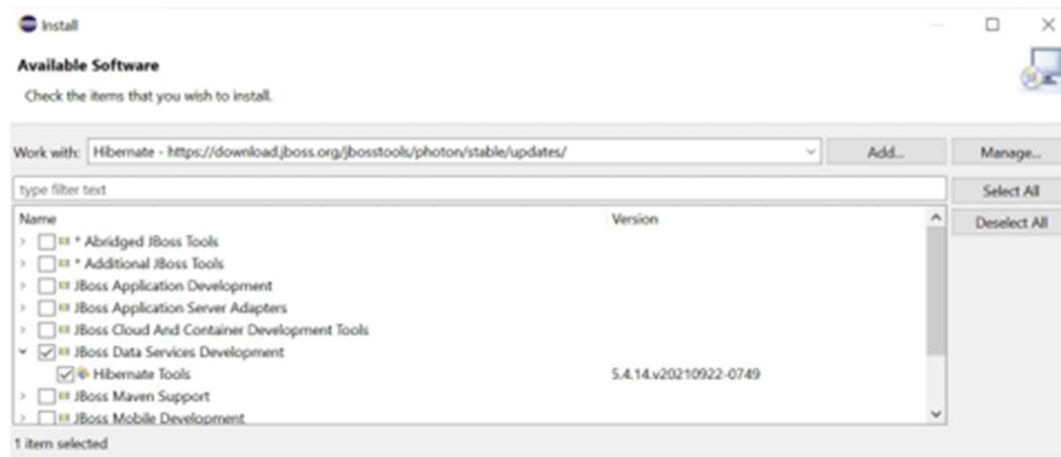 Install
Available Software
Check the items that you wish to install.
Work with: Hibernate - https://download.jboss.org/jbosstools/photon/stable/updates/ Add... Manage...
type filter text Select All
Name Version Deselect All
* Abridged JBoss Tools
* Additional JBoss Tools
JBoss Application Development
JBoss Application Server Adapters
JBoss Cloud And Container Development Tools
JBoss Data Services Development
Hibernate Tools 5.4.14.v20210922-0749
JBoss Maven Support
JBoss Mobile Development
1 item selected